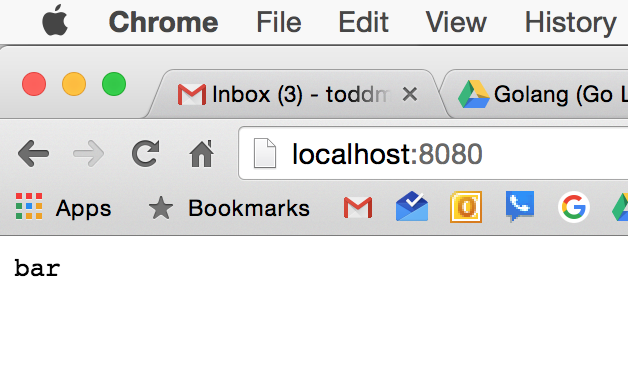 Chrome File Edit View History
Inbox (3) - toddm Golang (Go L
localhost:8080
Apps Bookmarks
bar